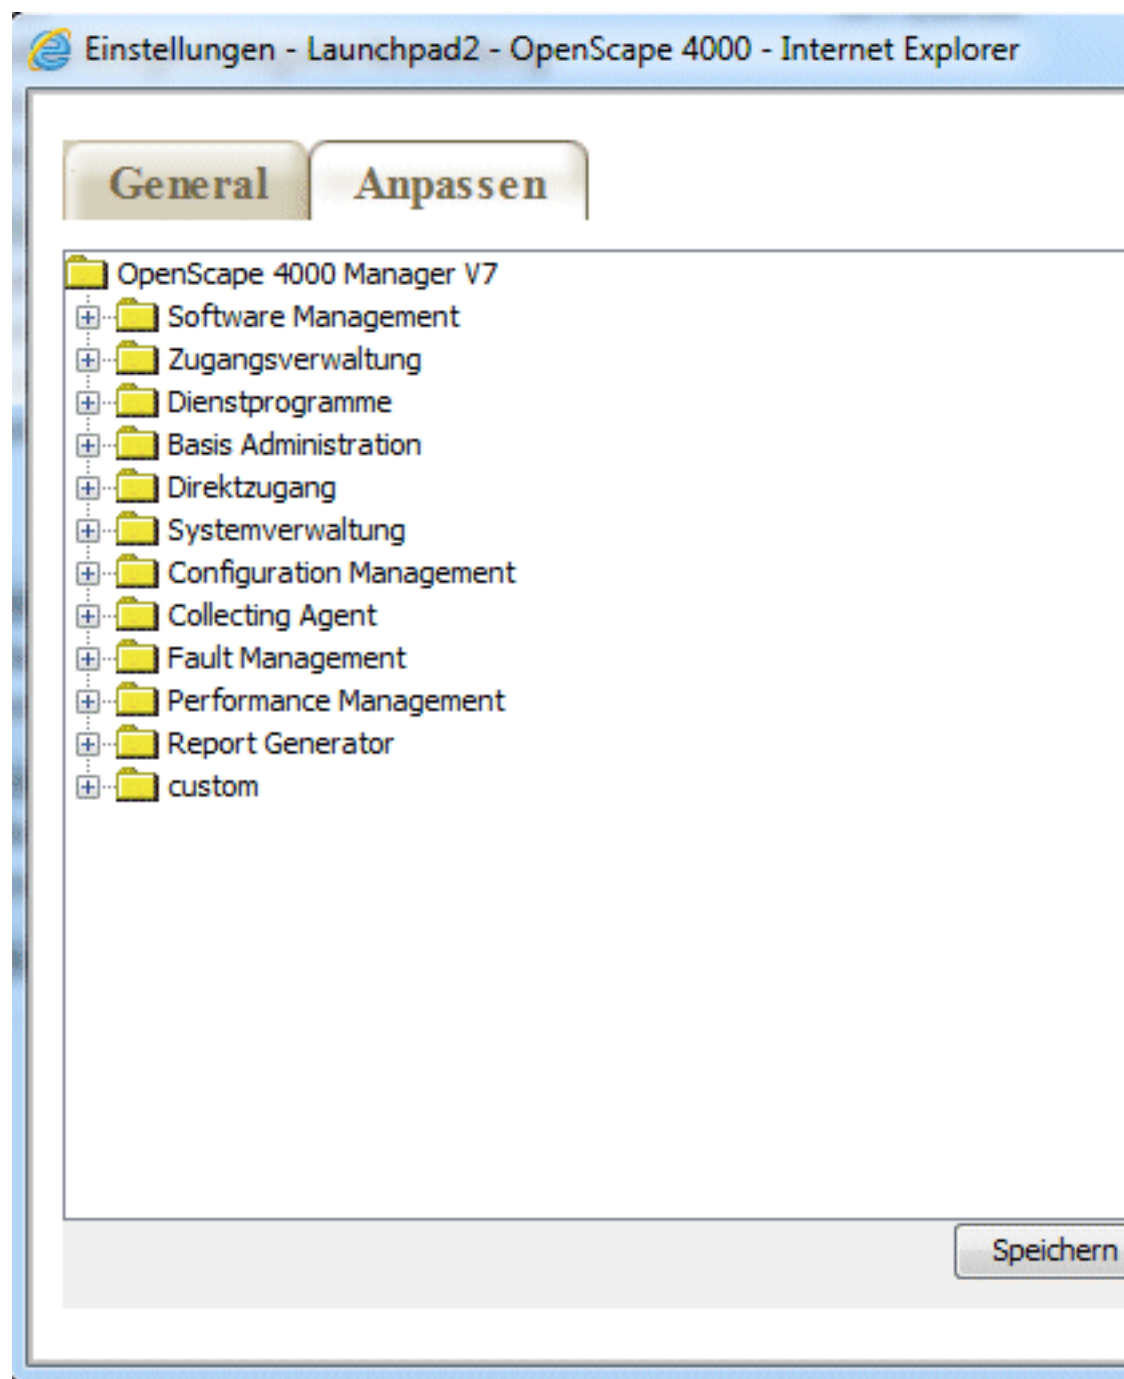 Einstellungen - Launchpad2 - OpenScape 4000 - Internet Explorer
General Anpassen
OpenScape 4000 Manager V7
Software Management
Zugangsverwaltung
Dienstprogramme
Basis Administration
Direktzugang
Systemverwaltung
Configuration Management
Collecting Agent
Fault Management
Performance Management
Report Generator
custom
Speichern